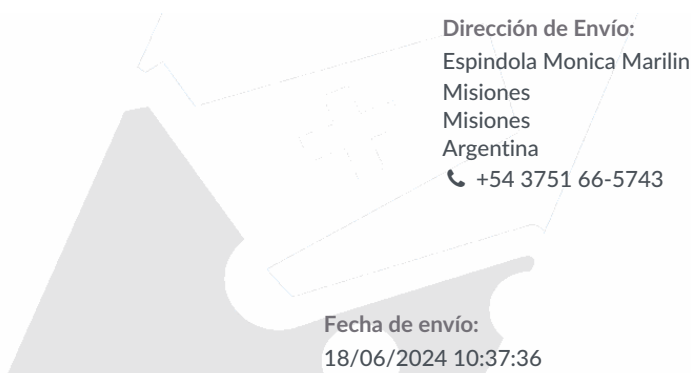 Dirección de Envío:
Espindola Monica Marilin
Misiones
Misiones
Argentina
+54 3751 66-5743
Fecha de envío:
18/06/2024 10:37:36